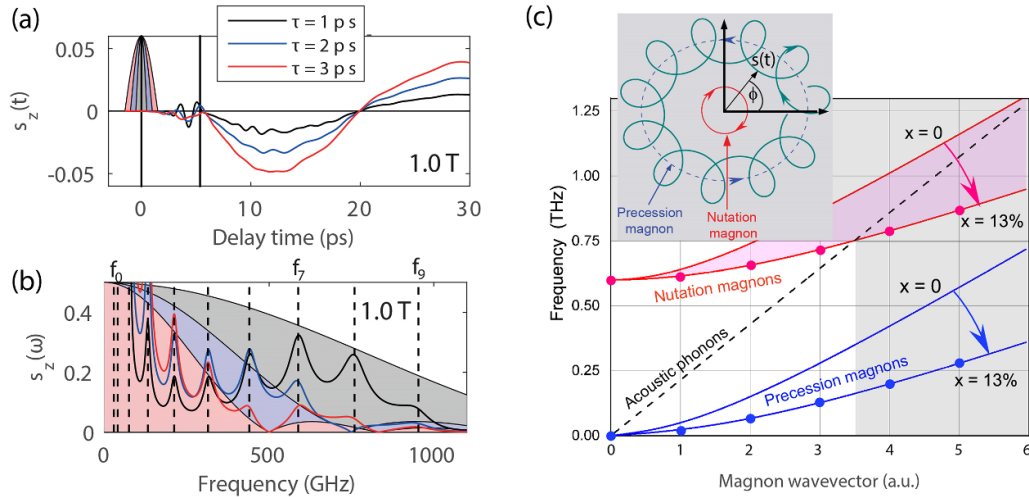 (a)
τ = 1 p s
τ = 2 p s
τ = 3 p s
0.05
0
-0.05
s_z(t)
1.0 T
0
10
20
30
Delay time (ps)
(b)
f_0
f_7
f_9
1.0 T
0.4
0.2
0
s_z(ω)
0
500
1000
Frequency (GHz)
(c)
s(t)
ϕ
Precession
magnon
Nutation
magnon
1.25
1.00
0.75
0.50
0.25
0.00
Frequency (THz)
x = 0
x = 13%
Nutation magnons
x = 0
Acoustic phonons
Precession magnons
x = 13%
0
1
2
3
4
5
6
Magnon wavevector (a.u.)